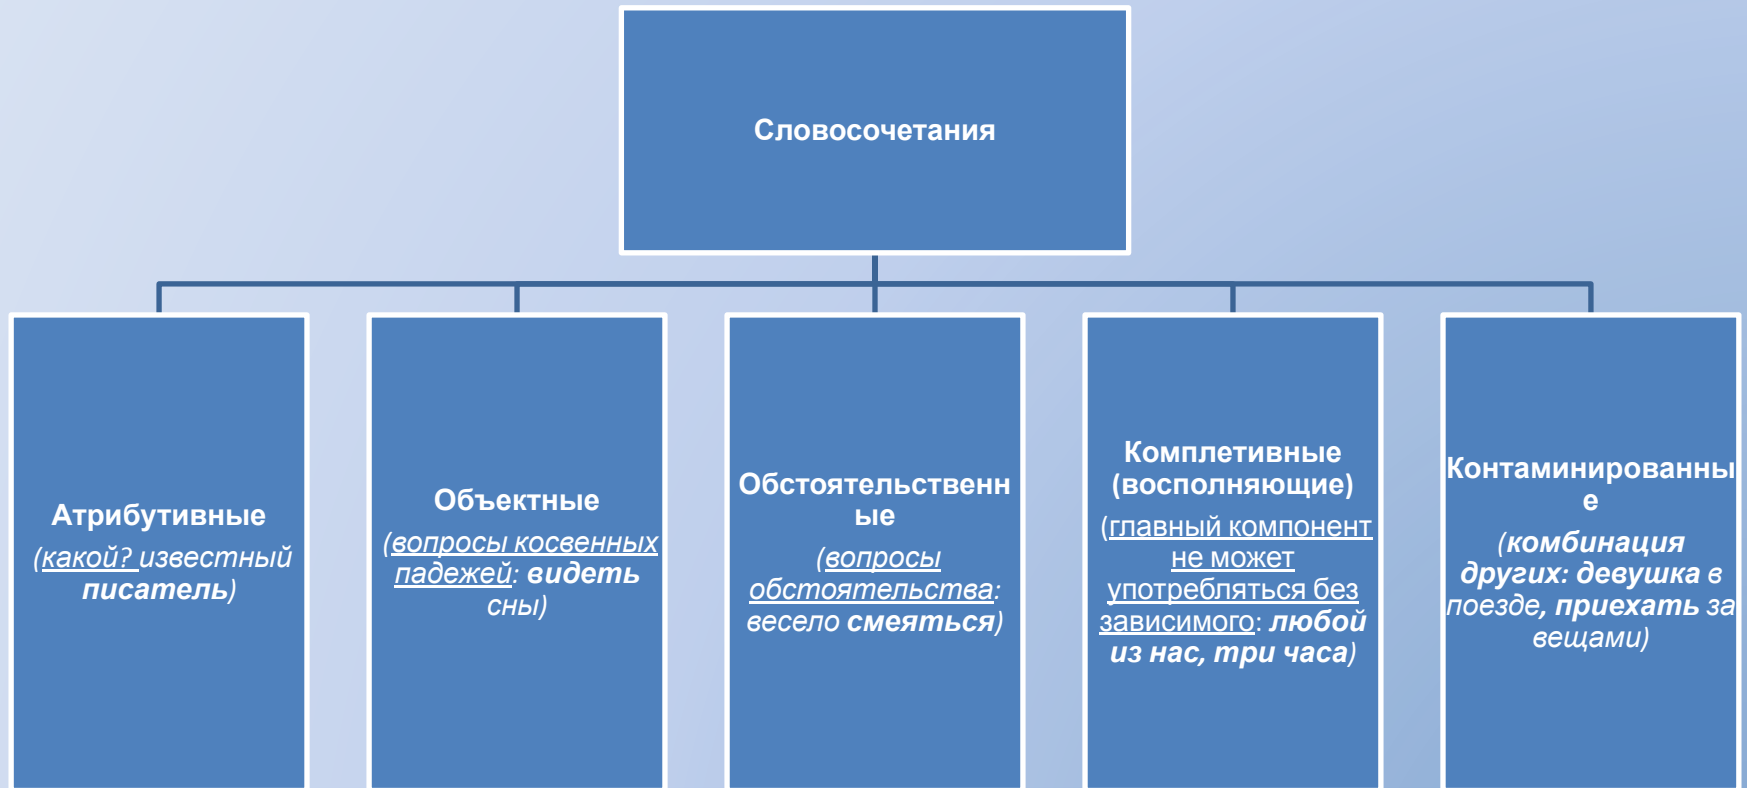 Словосочетания
Атрибутивные
(какой? известный
писатель)
Объектные
(вопросы косвенных
падежей: видеть
сны)
Обстоятельственн
ые
(вопросы
обстоятельства:
весело смеяться)
Комплетивные
(восполняющие)
(главный компонент
не может
употребляться без
зависимого: любой
из нас, три часа)
Контаминированны
е
(комбинация
других: девушка в
поезде, приехать за
вещами)